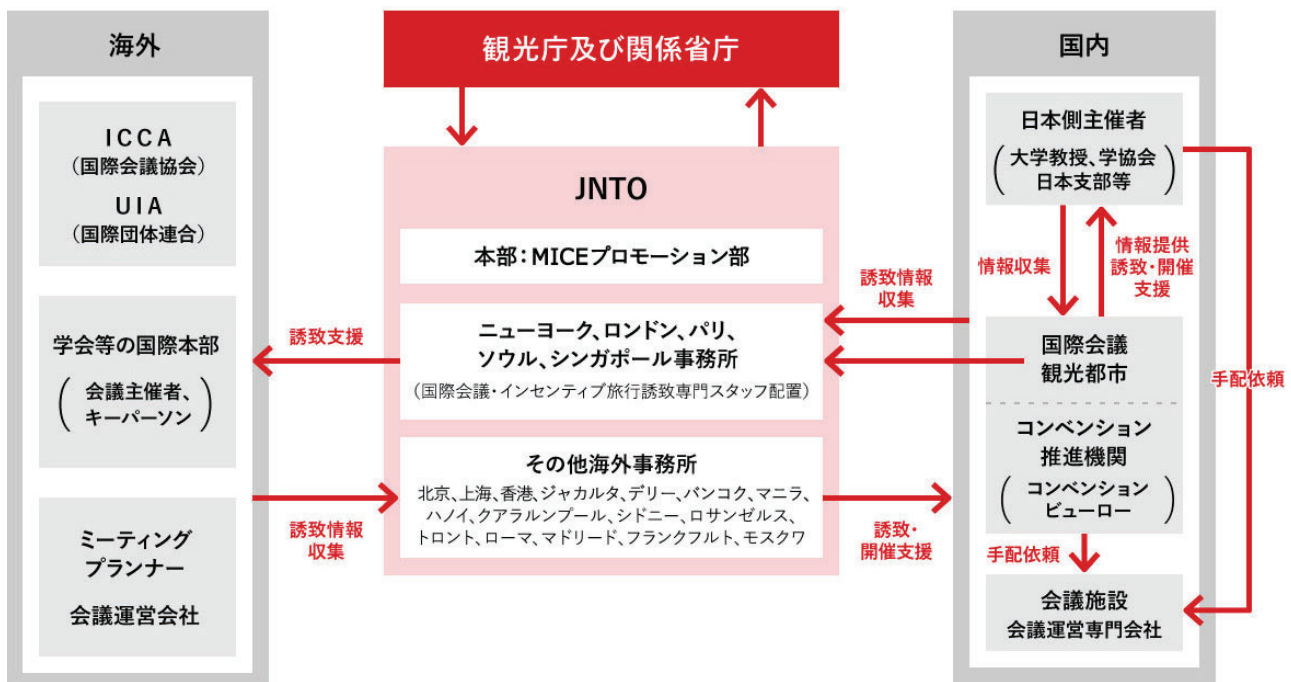 海外
ICCA
(国際会議協会)
UIA
(国際団体連合)
学会等の国際本部
(会議主催者、
キーパーソン)
ミーティング
プランナー
会議運営会社
誘致支援
誘致情報
収集
観光庁及び関係省庁
JNTO
本部：MICEプロモーション部
ニューヨーク、ロンドン、パリ、
ソウル、シンガポール事務所
(国際会議・インセンティブ旅行誘致専門スタッフ配置)
その他海外事務所
北京、上海、香港、ジャカルタ、デリー、バンコク、マニラ、
ハノイ、クアラルンプール、シドニー、ロサンゼルス、
トロント、ローマ、マドリード、フランクフルト、モスクワ
誘致情報
収集
誘致・
開催支援
国内
日本側主催者
(大学教授、学協会
日本支部等)
情報収集
情報提供
誘致・開催
支援
国際会議
観光都市
コンベンション
推進機関
(コンベンション
ビューロー)
手配依頼
手配依頼
会議施設
会議運営専門会社